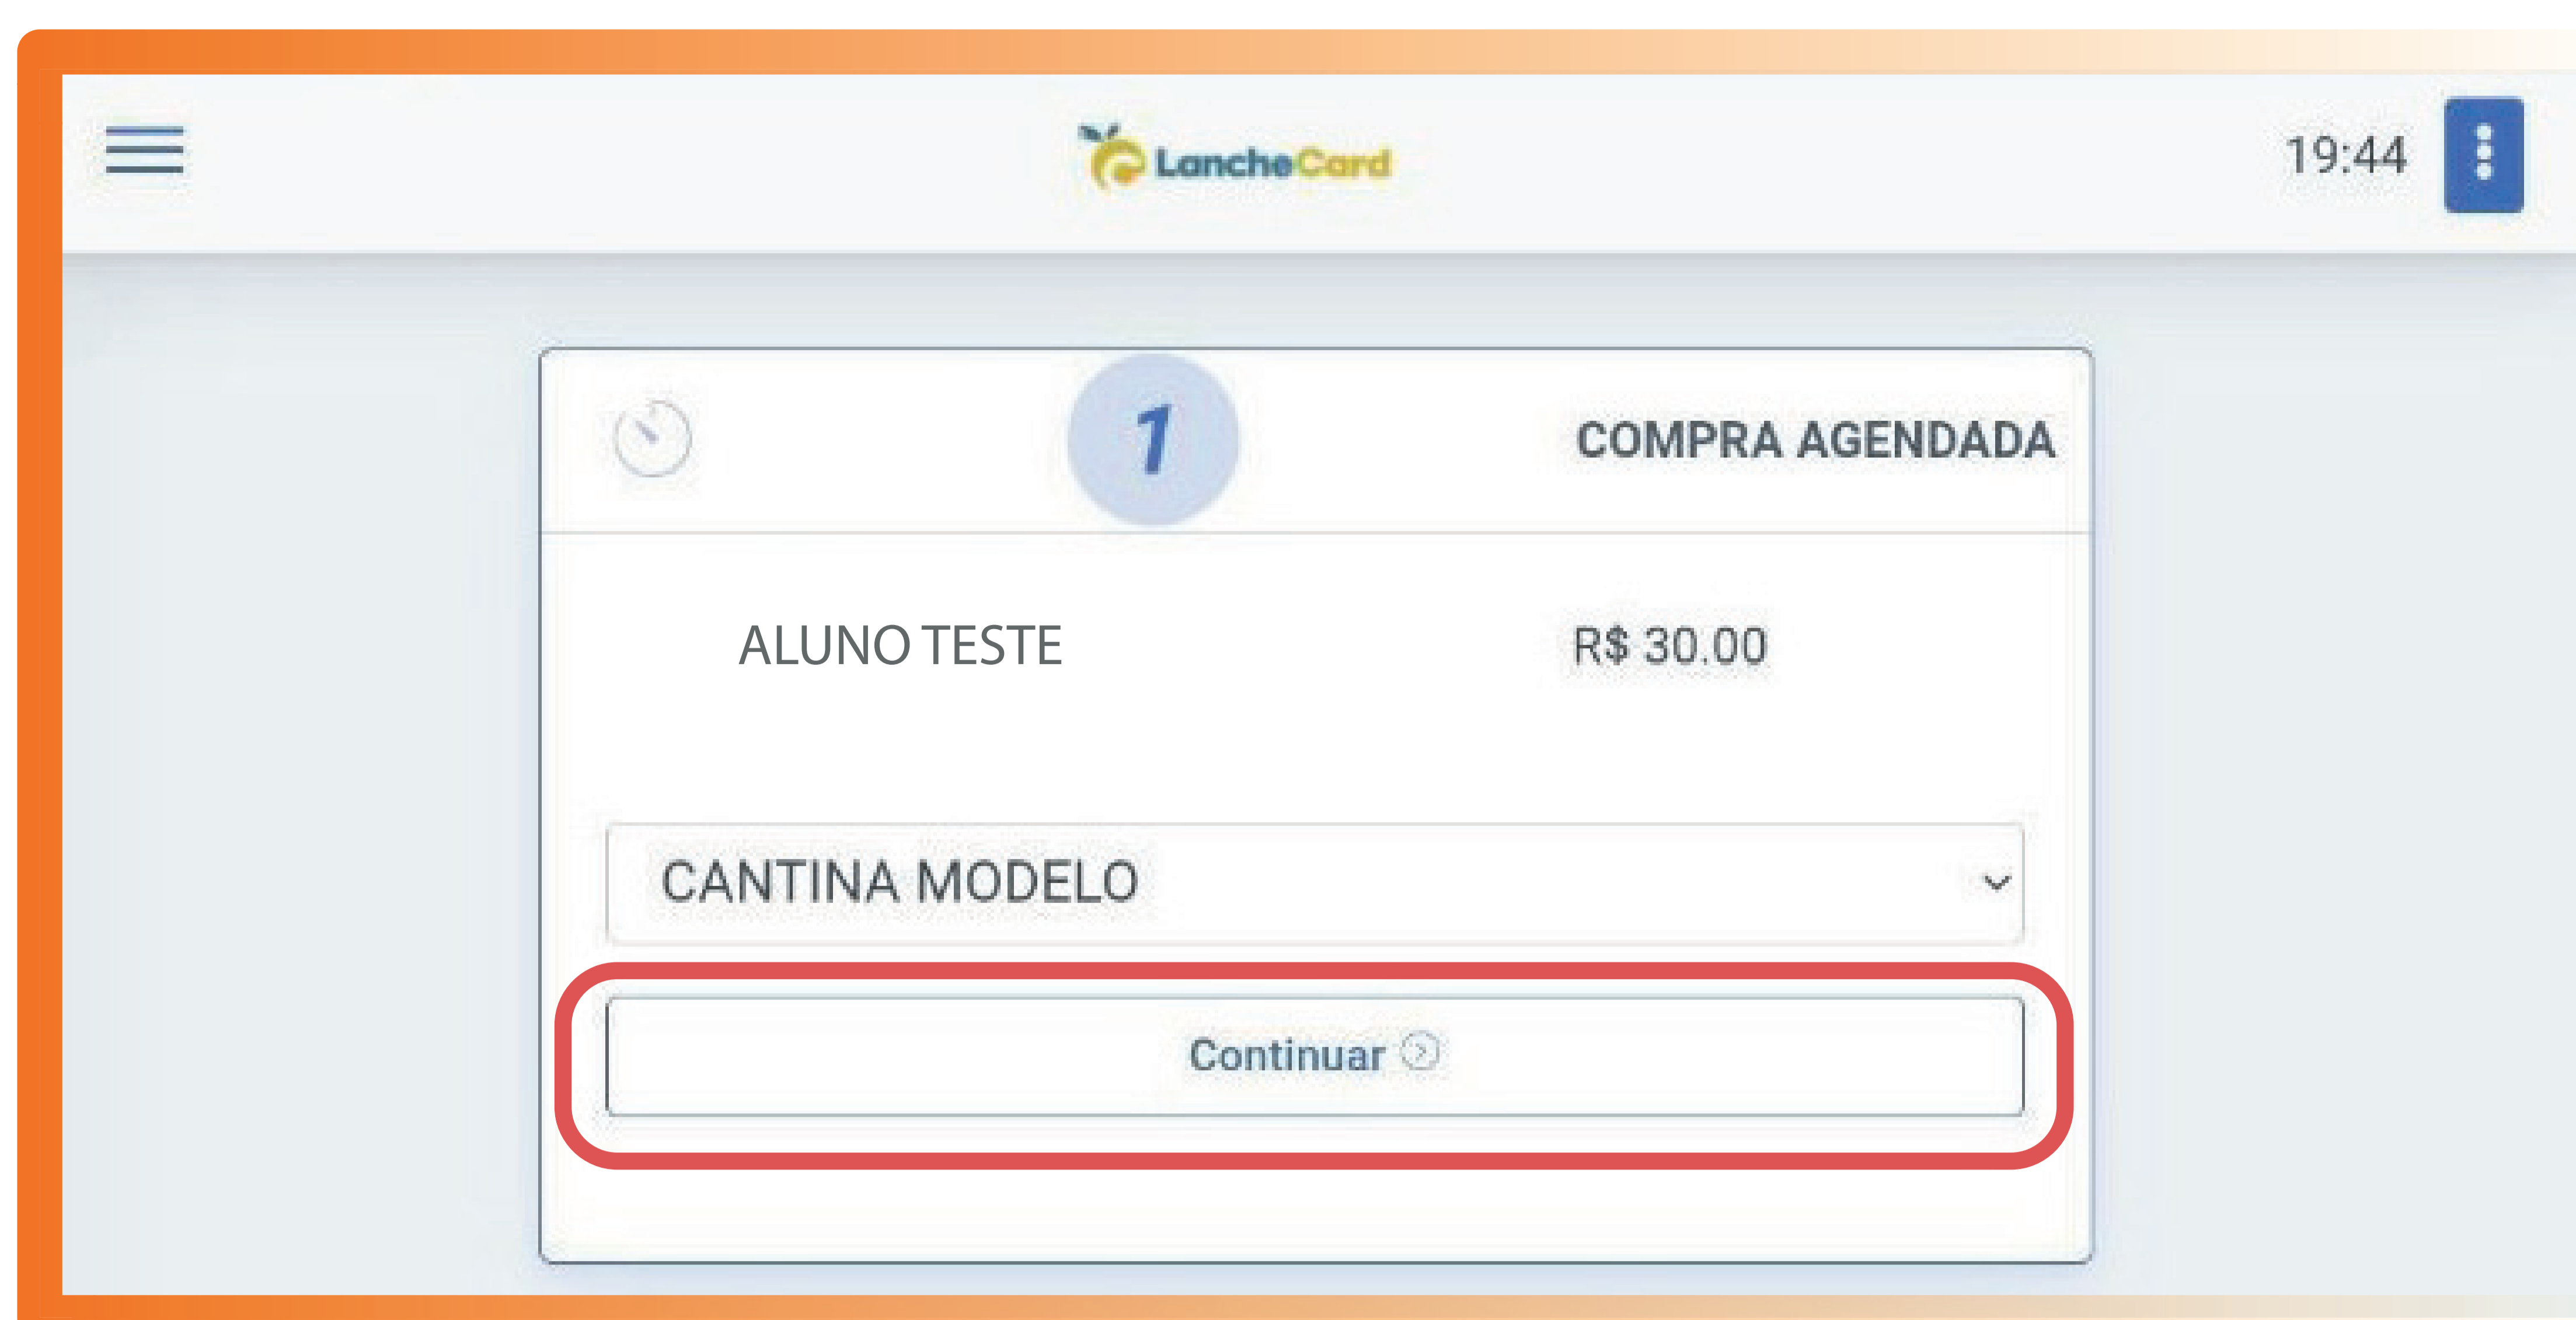 LancheCard
19:44
1
COMPRA AGENDADA
ALUNO TESTE
R$ 30.00
CANTINA MODELO
Continuar